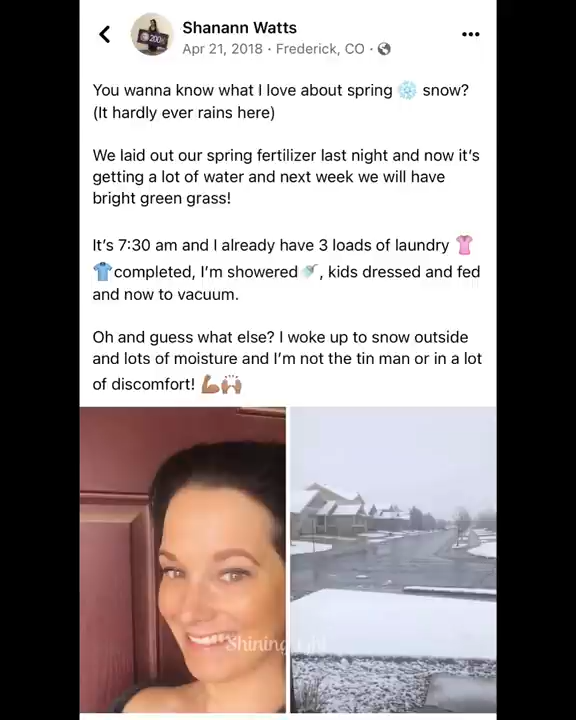 Shanann Watts
Apr 21, 2018 · Frederick, CO ·
You wanna know what I love about spring ❄️ snow?
(It hardly ever rains here)
We laid out our spring fertilizer last night and now it's
getting a lot of water and next week we will have
bright green grass!
It's 7:30 am and I already have 3 loads of laundry 👚
👕completed, I'm showered🚿, kids dressed and fed
and now to vacuum.
Oh and guess what else? I woke up to snow outside
and lots of moisture and I'm not the tin man or in a lot
of discomfort! 💪🏽🙌🏽
Shining